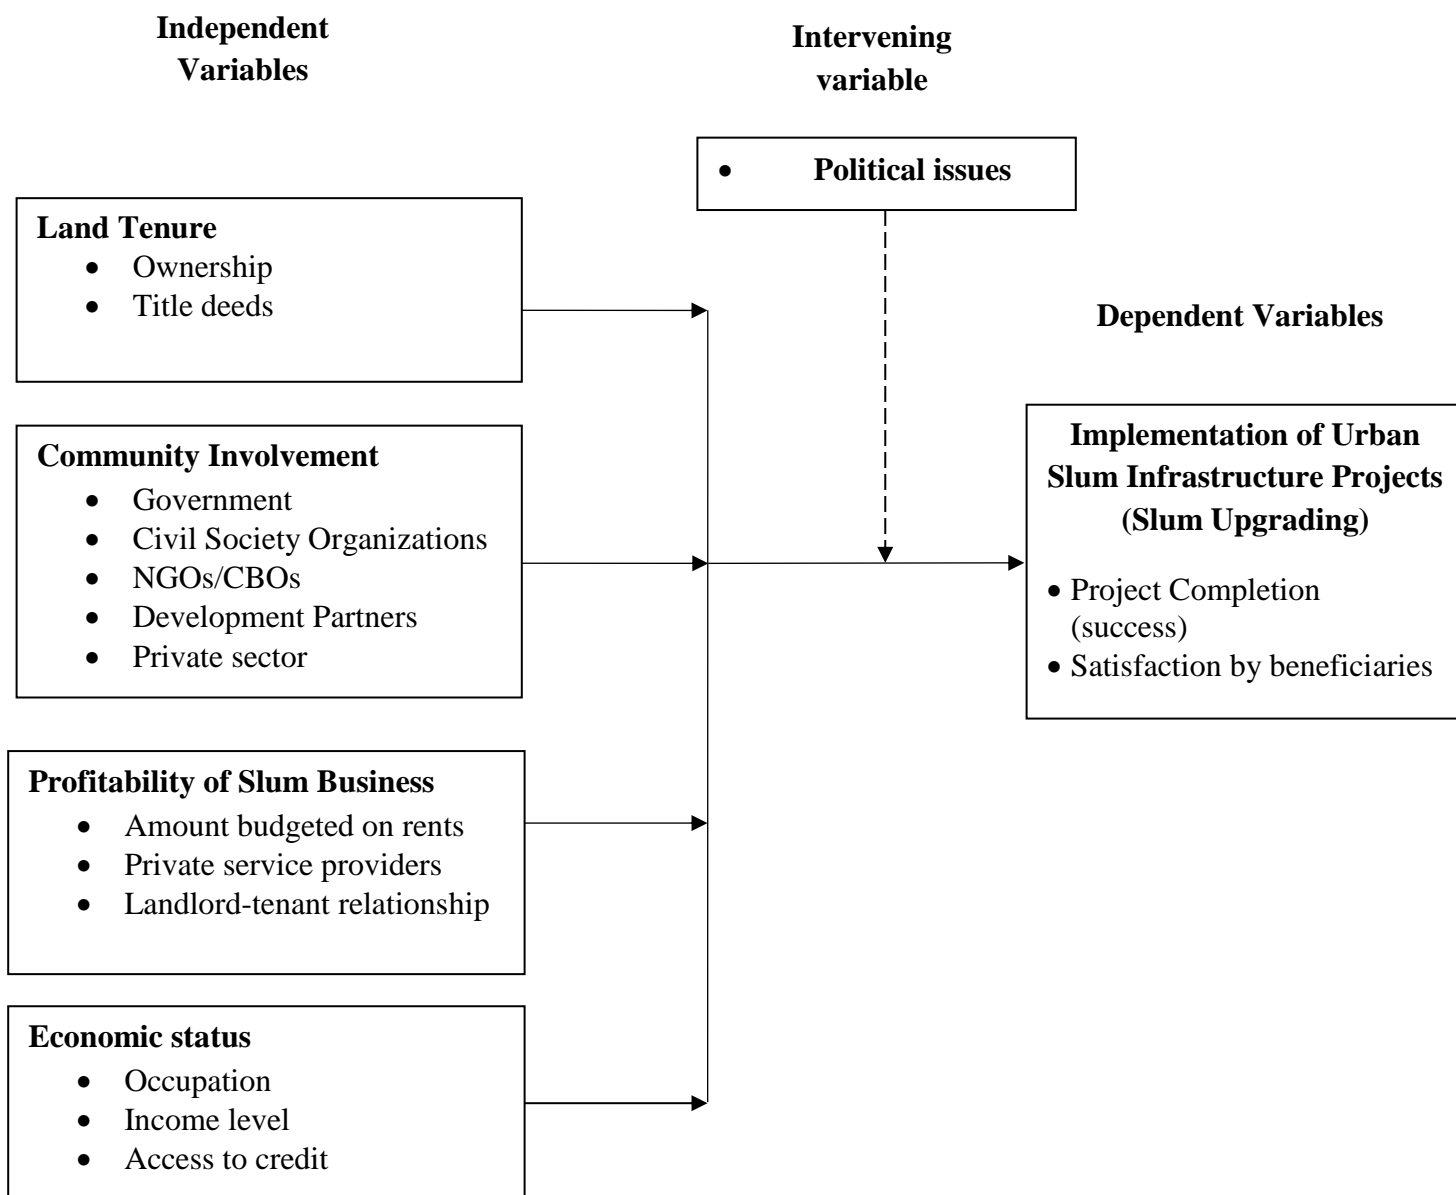 Independent
Variables
Intervening
variable
• Political issues
Land Tenure
• Ownership
• Title deeds
Dependent Variables
Community Involvement
• Government
• Civil Society Organizations
• NGOs/CBOs
• Development Partners
• Private sector
Implementation of Urban
Slum Infrastructure Projects
(Slum Upgrading)
• Project Completion
(success)
• Satisfaction by beneficiaries
Profitability of Slum Business
• Amount budgeted on rents
• Private service providers
• Landlord-tenant relationship
Economic status
• Occupation
• Income level
• Access to credit